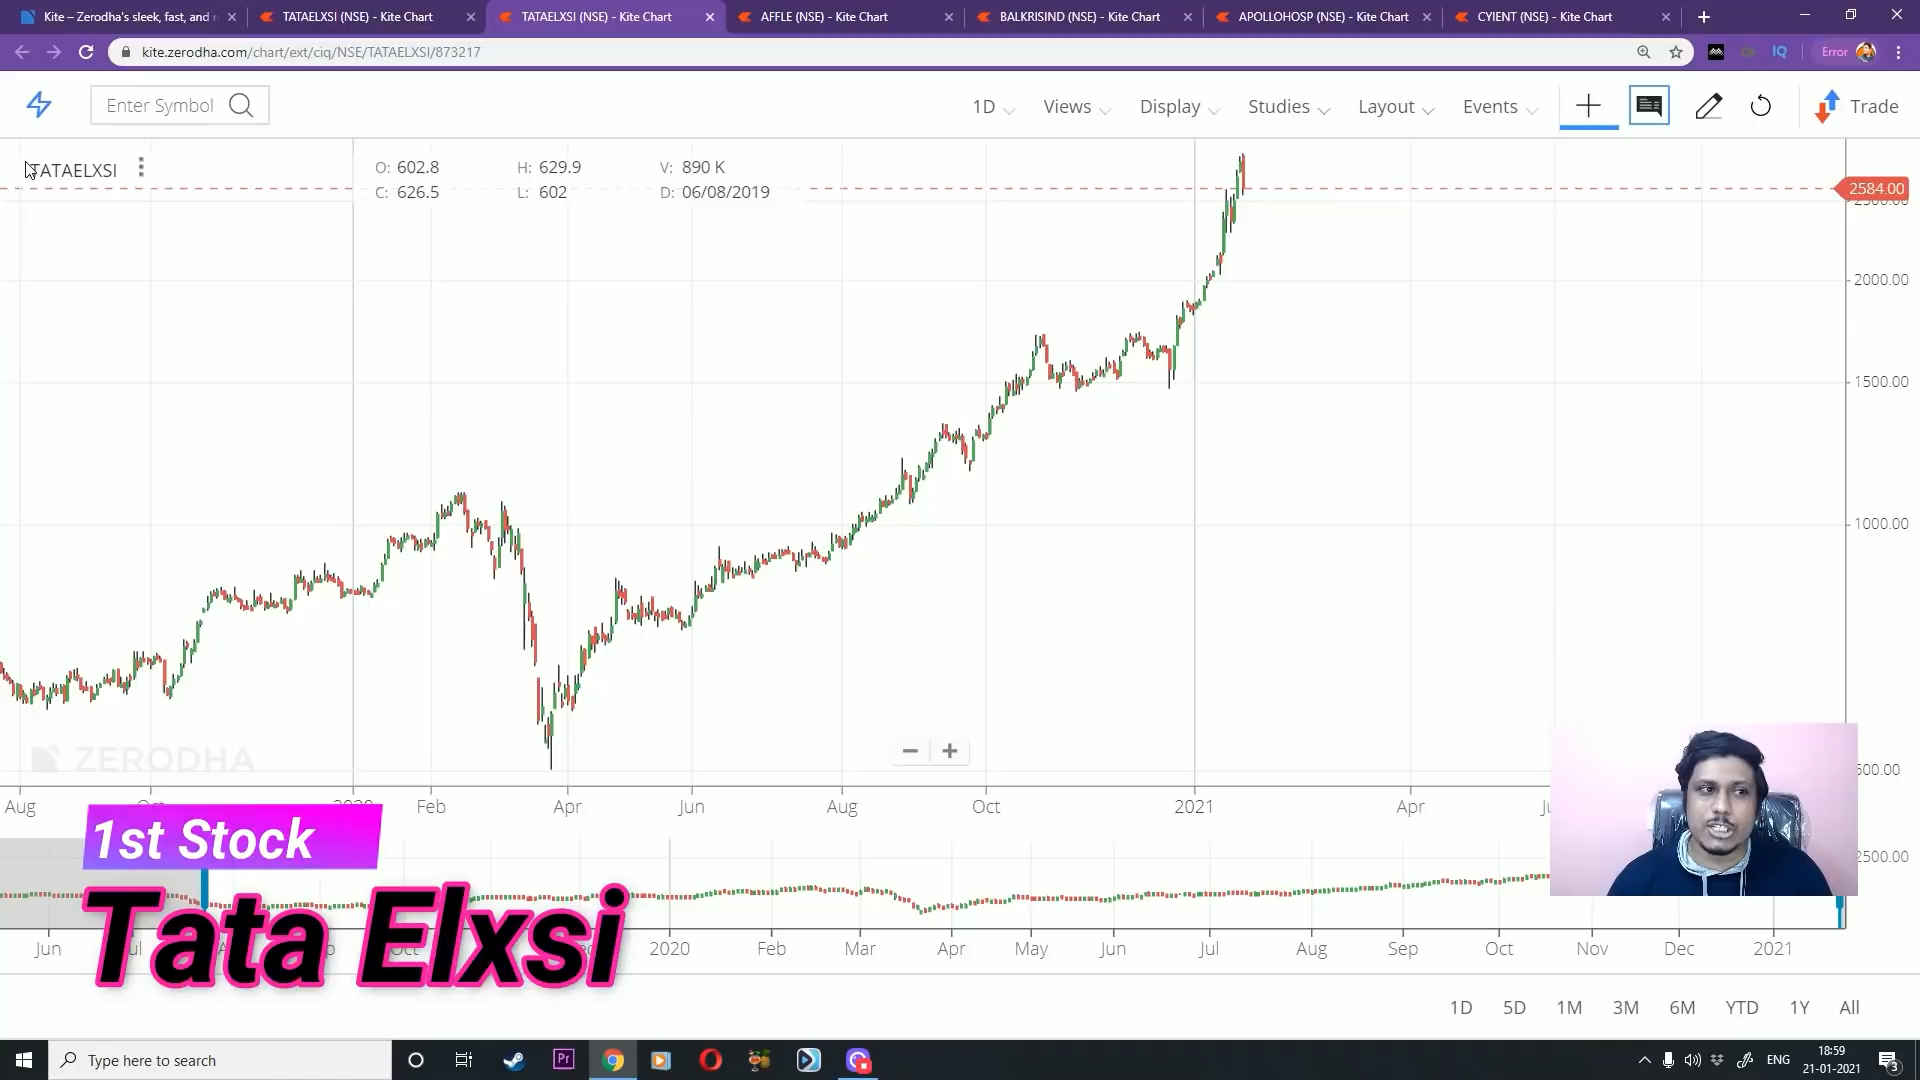 Kite – Zerodha's sleek, fast, and
TATAELXSI (NSE) - Kite Chart
TATAELXSI (NSE) - Kite Chart
AFFLE (NSE) - Kite Chart
BALKRISIND (NSE) - Kite Chart
APOLLOHOSP (NSE) - Kite Chart
CYIENT (NSE) - Kite Chart
kite.zerodha.com/chart/ext/ciq/NSE/TATAELXSI/873217
IQ
Error
Enter Symbol
1D
Views
Display
Studies
Layout
Events
Trade
TATAELXSI
O: 602.8 H: 629.9 V: 890 K
C: 626.5 L: 602 D: 06/08/2019
2584.00
2000.00
1500.00
1000.00
500.00
ZERODHA
Aug Feb Apr Jun Aug Oct 2021 Apr
1st Stock
2500.00
Tata Elxsi
Jun 2020 Feb Mar Apr May Jun Jul Aug Sep Oct Nov Dec 2021
1D 5D 1M 3M 6M YTD 1Y All
Type here to search
Pr
ENG
18:59
21-01-2021
3